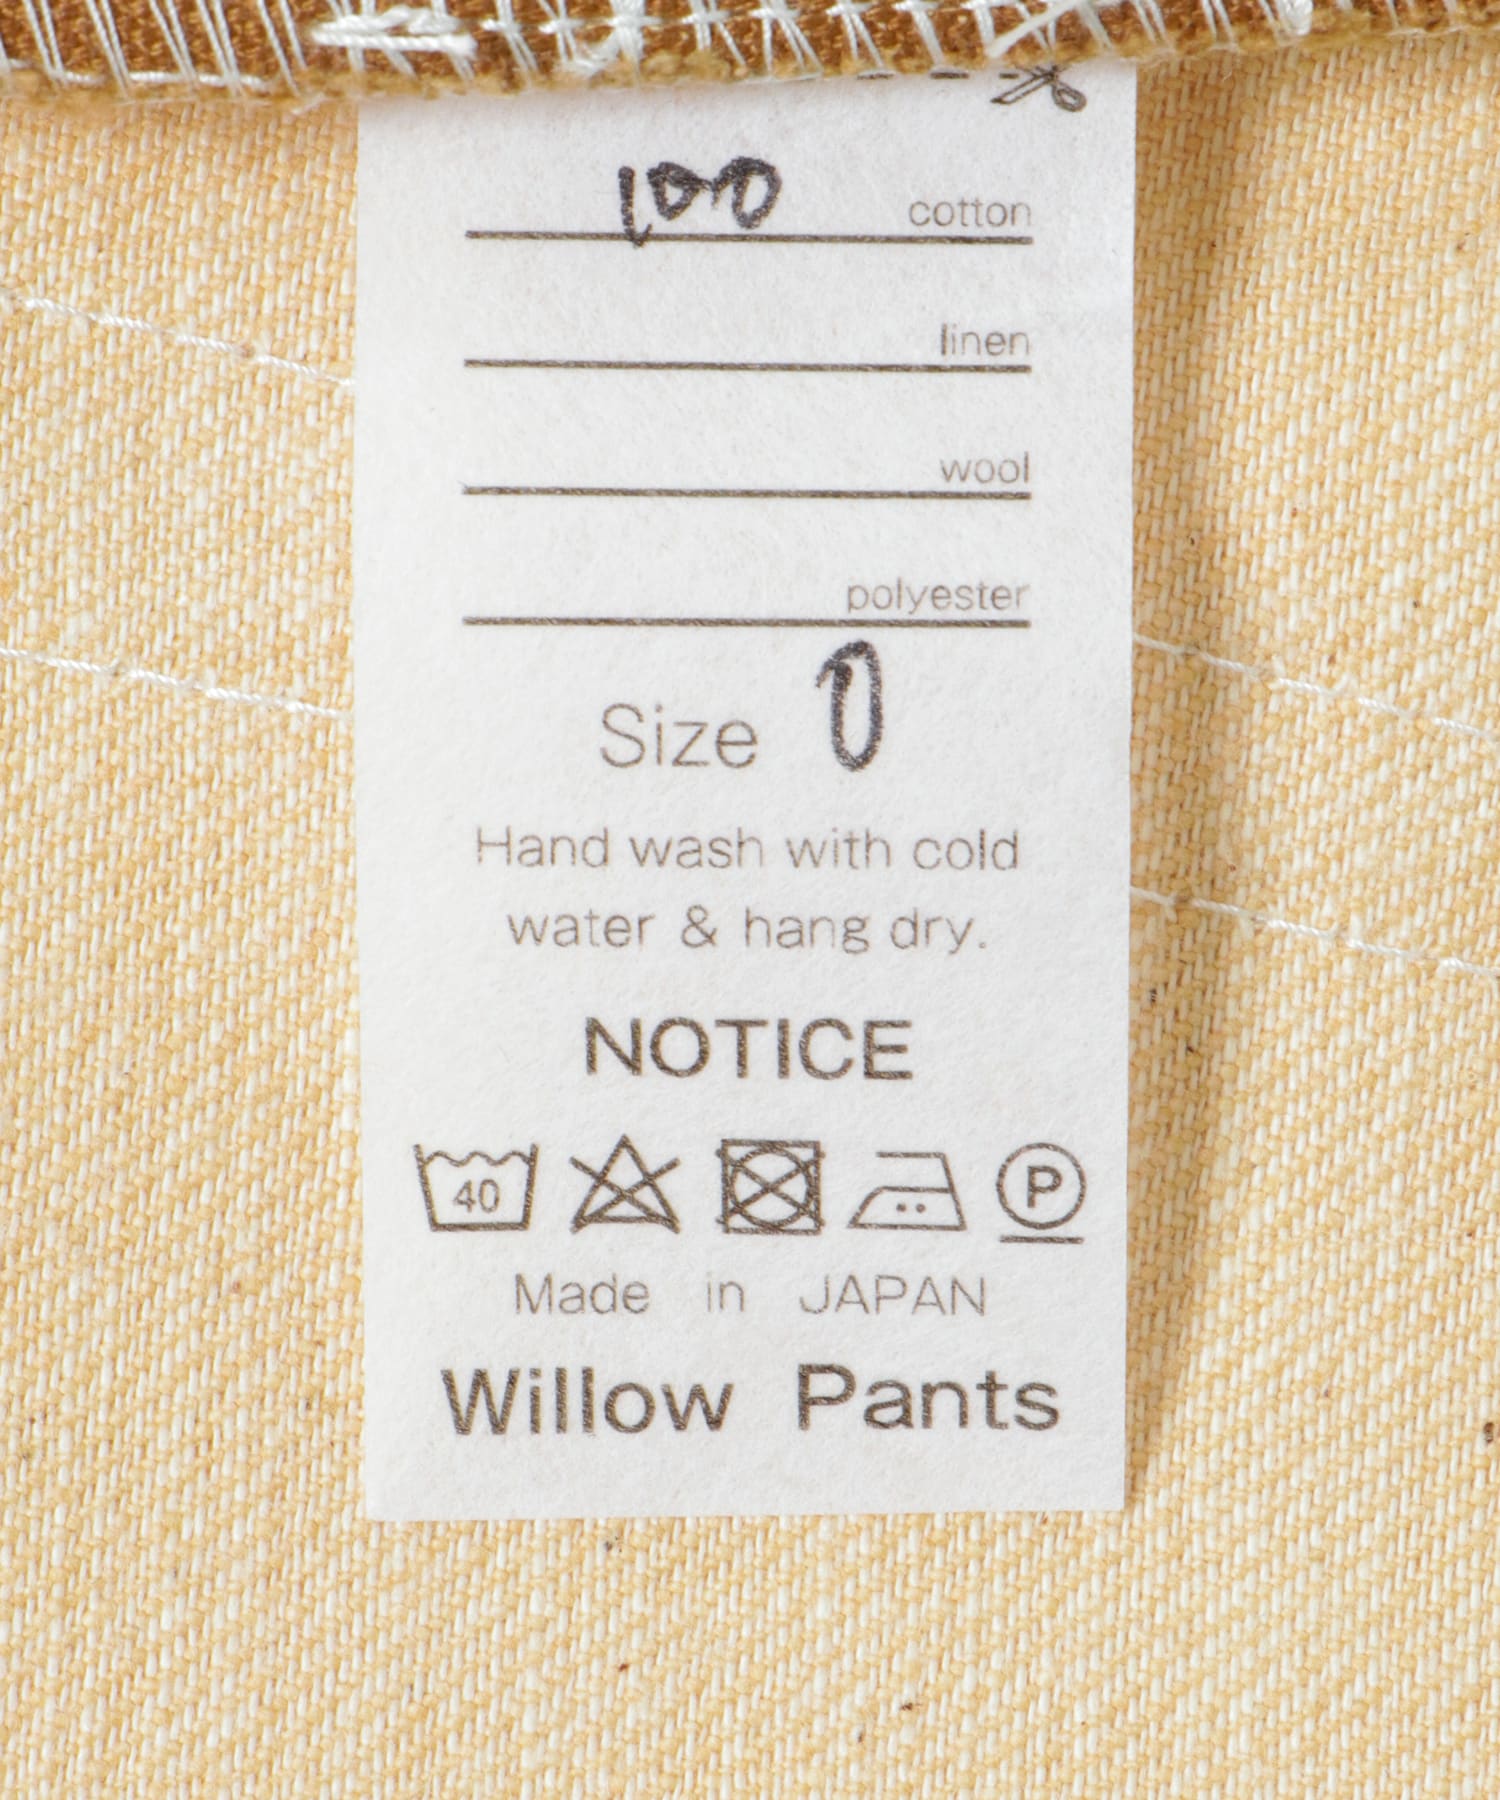 100 cotton
linen
wool
polyester
Size 0
Hand wash with cold
water & hang dry.
NOTICE
40 P
Made in JAPAN
Willow Pants